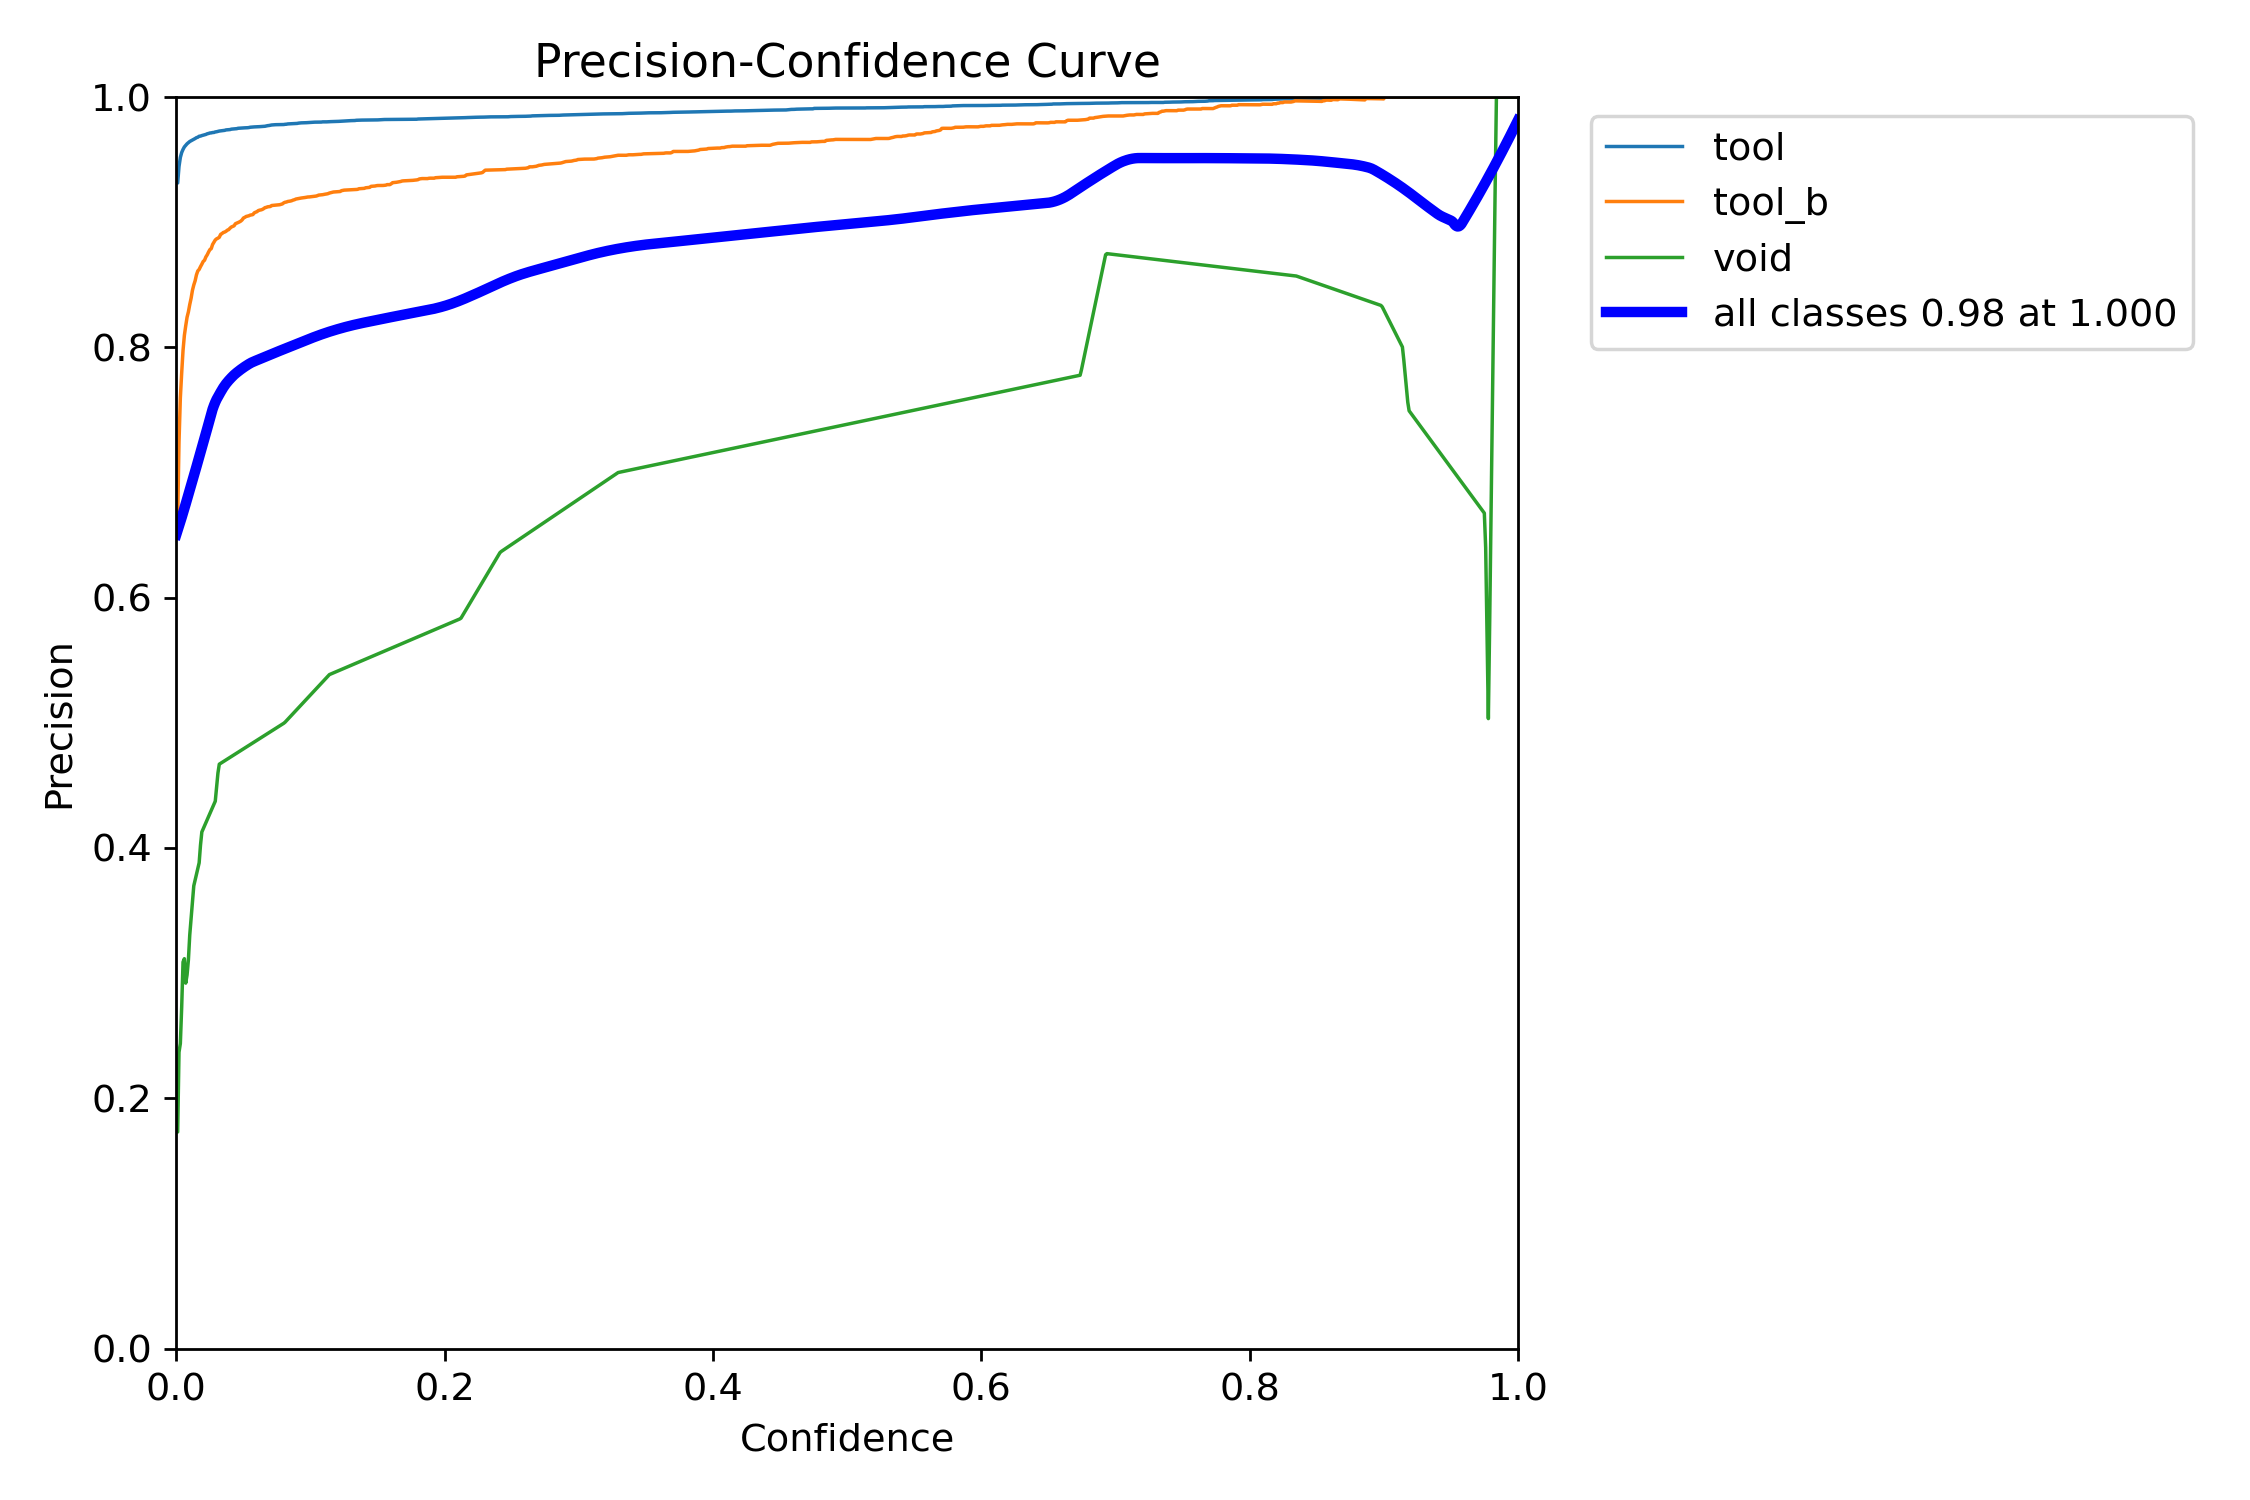 Precision-Confidence Curve
1.0
0.8
0.6
0.4
0.2
0.0
Precision
0.0 0.2 0.4 0.6 0.8 1.0
Confidence
tool
tool_b
void
all classes 0.98 at 1.000